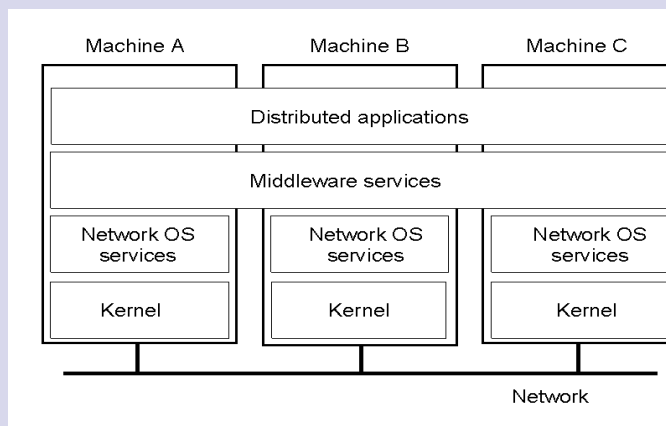 Machine A
Machine B
Machine C
Distributed applications
Middleware services
Network OS
services
Network OS
services
Network OS
services
Kernel
Kernel
Kernel
Network